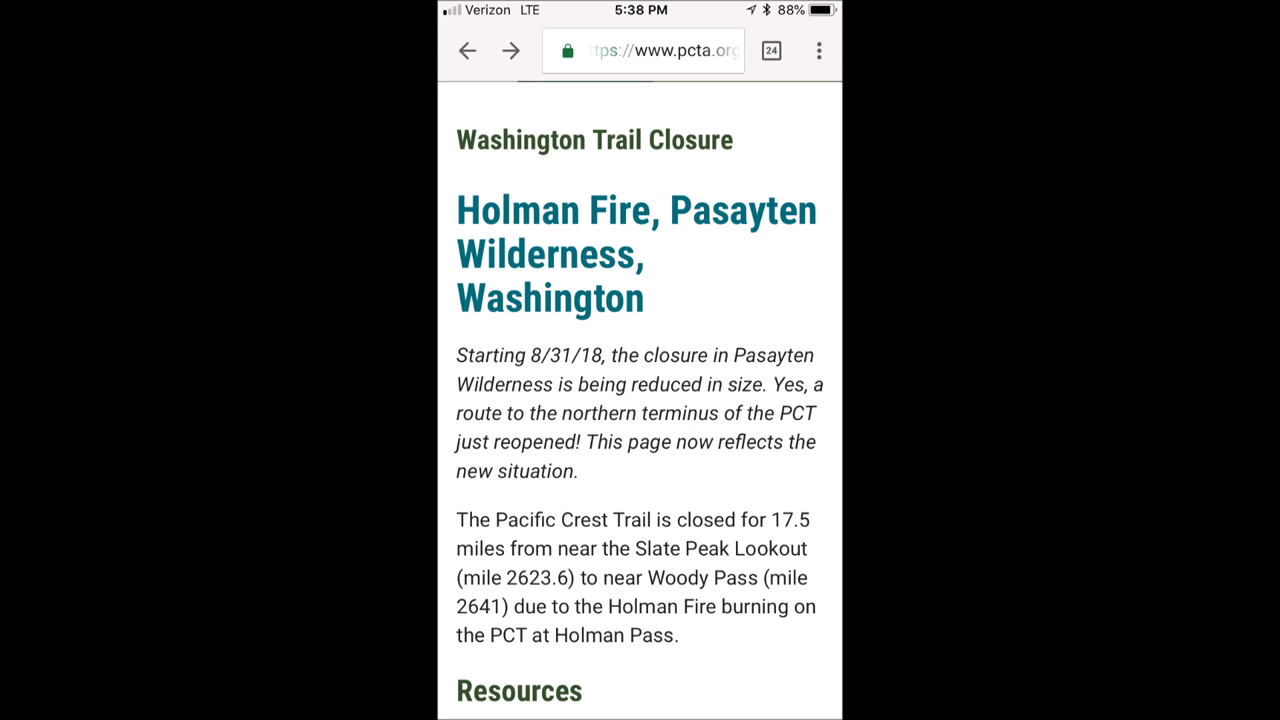 Verizon LTE 5:38 PM 88%
ttps://www.pcta.org 24
Washington Trail Closure
Holman Fire, Pasayten
Wilderness,
Washington
Starting 8/31/18, the closure in Pasayten
Wilderness is being reduced in size. Yes, a
route to the northern terminus of the PCT
just reopened! This page now reflects the
new situation.
The Pacific Crest Trail is closed for 17.5
miles from near the Slate Peak Lookout
(mile 2623.6) to near Woody Pass (mile
2641) due to the Holman Fire burning on
the PCT at Holman Pass.
Resources